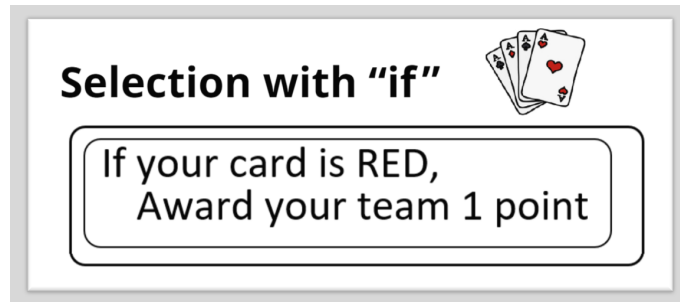 Selection with “if”
If your card is RED,
Award your team 1 point